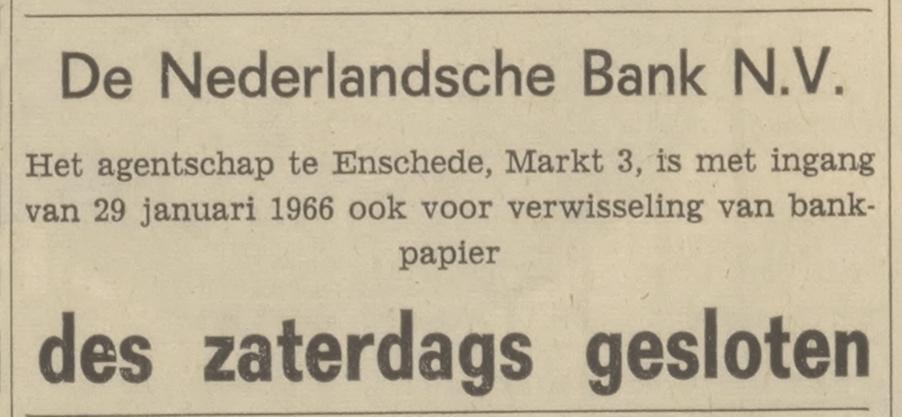 De Nederlandsche Bank N.V.
Het agentschap te Enschede, Markt 3, is met ingang
van 29 januari 1966 ook voor verwisseling van bank-
papier
des zaterdags gesloten